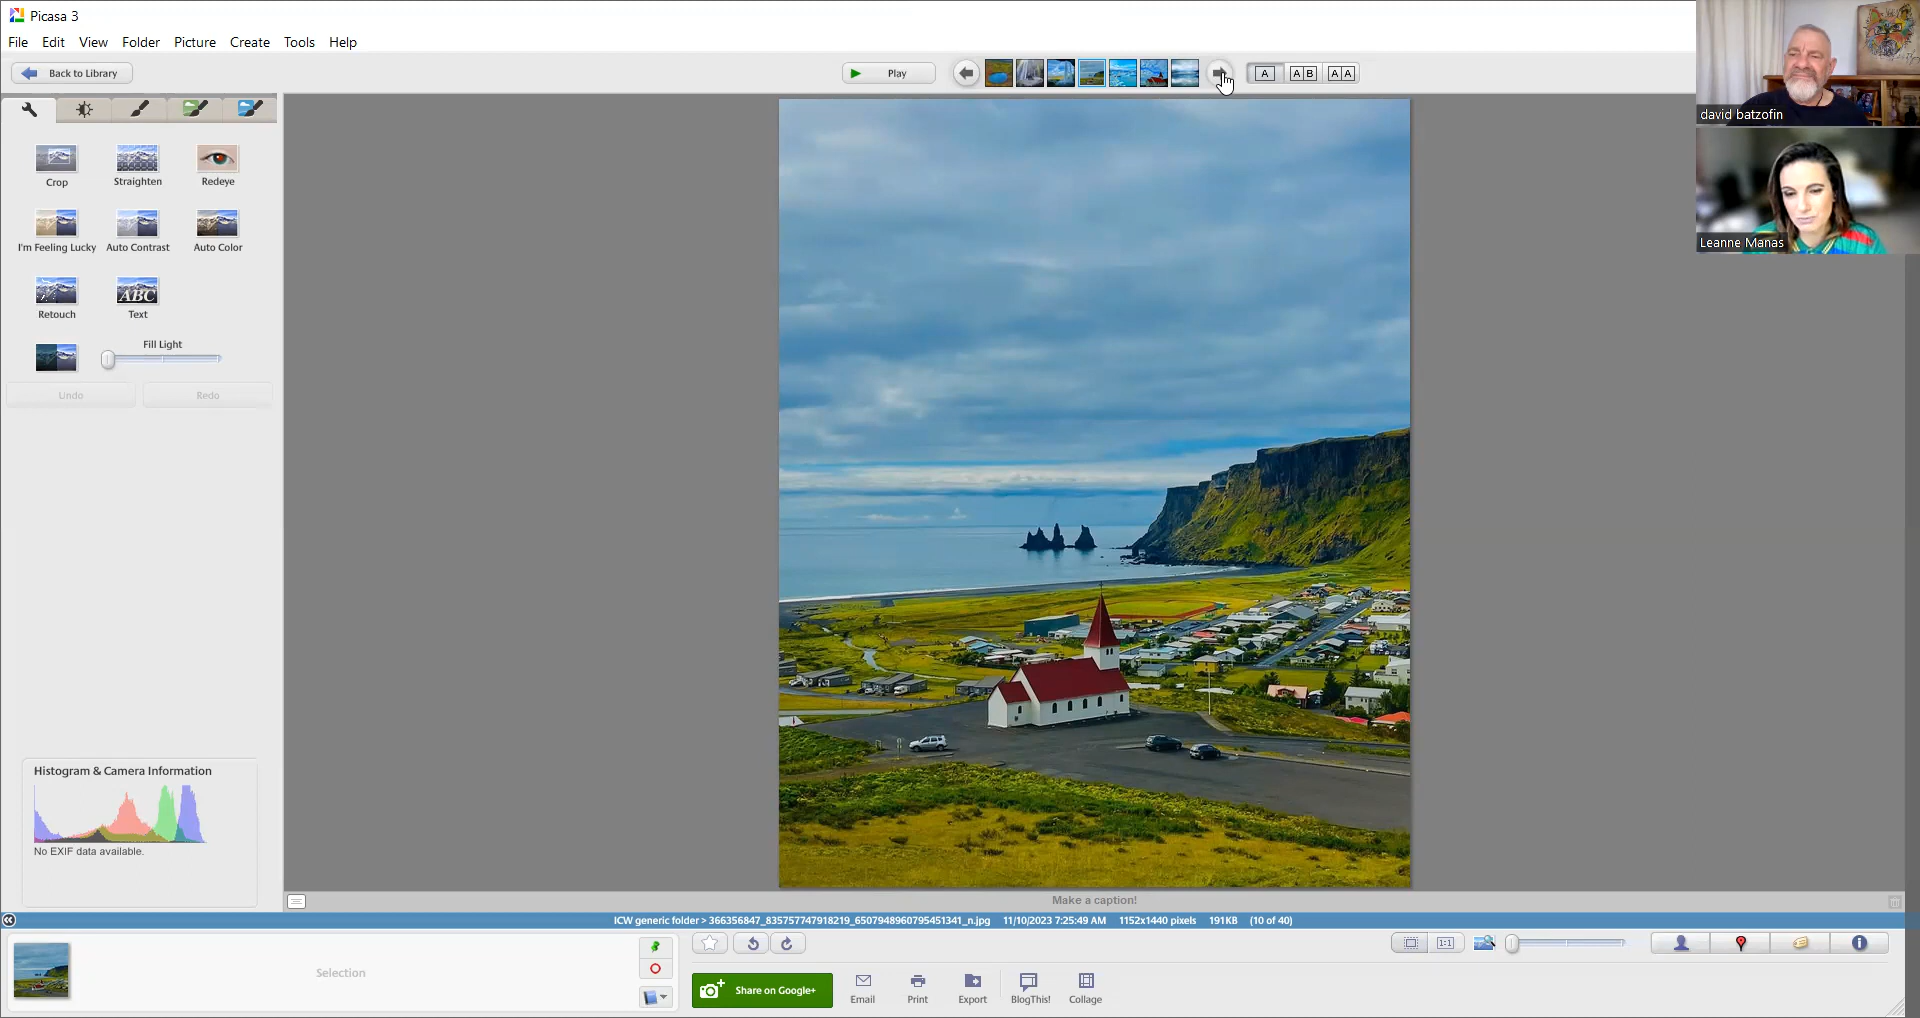 Picasa 3
File Edit View Folder Picture Create Tools Help
Back to Library
Play
A
A B
A A
david batzofin
Leanne Manas
Crop Straighten Redeye
I'm Feeling Lucky Auto Contrast Auto Color
ABC
Retouch Text
Fill Light
Undo Redo
Histogram & Camera Information
No EXIF data available.
Make a caption!
ICW generic folder > 366356847_835757747918219_6507948960795451341_n.jpg 11/10/2023 7:25:49 AM 1152x1440 pixels 191KB (10 of 40)
1:1
Selection
Share on Google+
Email Print Export BlogThis! Collage